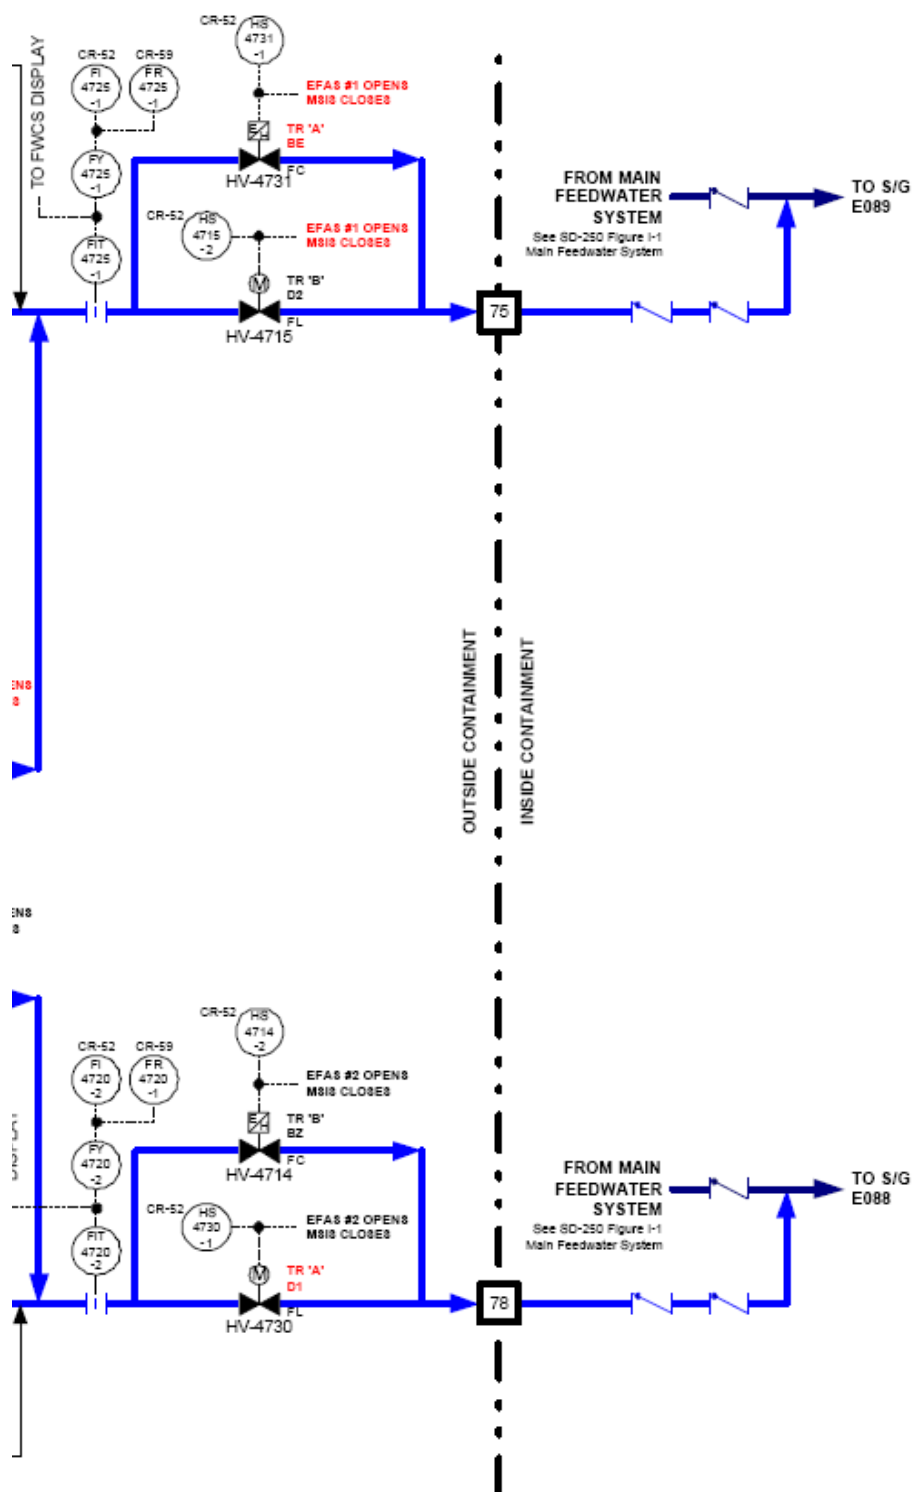 TO FWCS DISPLAY
CR-52
FI
4725
-1
CR-59
FR
4725
-1
FY
4725
-1
FIT
4725
-1
CR-52
HS
4731
-1
EFAS #1 OPENS
MSIS CLOSES
E/H
TR 'A'
BE
FC
HV-4731
CR-52
HS
4715
-2
EFAS #1 OPENS
MSIS CLOSES
M
TR 'B'
D2
FL
HV-4715
75
FROM MAIN
FEEDWATER
SYSTEM
See SD-250 Figure I-1
Main Feedwater System
TO S/G
E089
ENS
S
OUTSIDE CONTAINMENT
INSIDE CONTAINMENT
ENS
S
DISPLAY
CR-52
FI
4720
-2
CR-59
FR
4720
-1
FY
4720
-2
FIT
4720
-2
CR-52
HS
4714
-2
EFAS #2 OPENS
MSIS CLOSES
E/H
TR 'B'
BZ
FC
HV-4714
CR-52
HS
4730
-1
EFAS #2 OPENS
MSIS CLOSES
M
TR 'A'
D1
FL
HV-4730
78
FROM MAIN
FEEDWATER
SYSTEM
See SD-250 Figure I-1
Main Feedwater System
TO S/G
E088